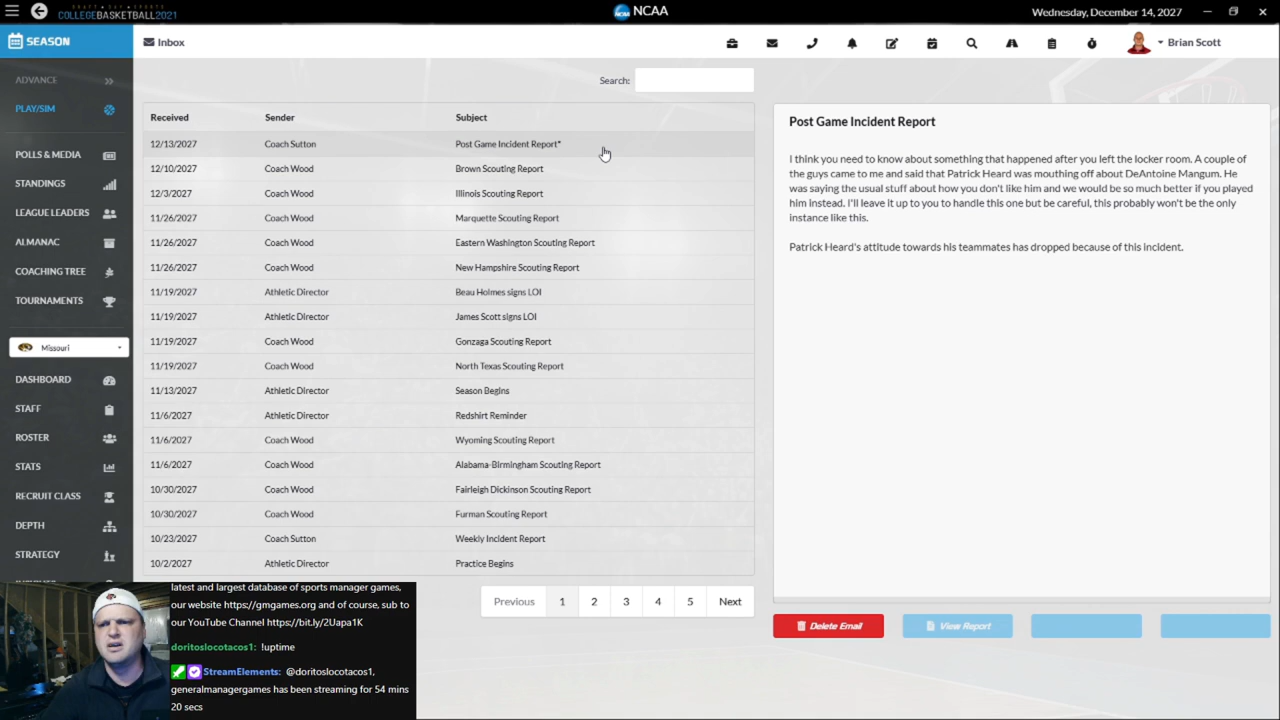 DRAFT DAY SPORTS
COLLEGEBASKETBALL2021
NCAA
Wednesday, December 14, 2027
SEASON
Inbox
Brian Scott
ADVANCE
PLAY/SIM
POLLS & MEDIA
STANDINGS
LEAGUE LEADERS
ALMANAC
COACHING TREE
TOURNAMENTS
Missouri
DASHBOARD
STAFF
ROSTER
STATS
RECRUIT CLASS
DEPTH
STRATEGY
Search:
Received Sender Subject
12/13/2027 Coach Sutton Post Game Incident Report*
12/10/2027 Coach Wood Brown Scouting Report
12/3/2027 Coach Wood Illinois Scouting Report
11/26/2027 Coach Wood Marquette Scouting Report
11/26/2027 Coach Wood Eastern Washington Scouting Report
11/26/2027 Coach Wood New Hampshire Scouting Report
11/19/2027 Athletic Director Beau Holmes signs LOI
11/19/2027 Athletic Director James Scott signs LOI
11/19/2027 Coach Wood Gonzaga Scouting Report
11/19/2027 Coach Wood North Texas Scouting Report
11/13/2027 Athletic Director Season Begins
11/6/2027 Athletic Director Redshirt Reminder
11/6/2027 Coach Wood Wyoming Scouting Report
11/6/2027 Coach Wood Alabama-Birmingham Scouting Report
10/30/2027 Coach Wood Fairleigh Dickinson Scouting Report
10/30/2027 Coach Wood Furman Scouting Report
10/23/2027 Coach Sutton Weekly Incident Report
10/2/2027 Athletic Director Practice Begins
Previous 1 2 3 4 5 Next
Post Game Incident Report
I think you need to know about something that happened after you left the locker room. A couple of
the guys came to me and said that Patrick Heard was mouthing off about DeAntoine Mangum. He
was saying the usual stuff about how you don't like him and we would be so much better if you played
him instead. I'll leave it up to you to handle this one but be careful, this probably won't be the only
instance like this.
Patrick Heard's attitude towards his teammates has dropped because of this incident.
Delete Email
View Report
latest and largest database of sports manager games,
our website https://gmgames.org and of course, sub to
our YouTube Channel https://bit.ly/2Uapa1K
doritoslocotacos1: !uptime
StreamElements: @doritoslocotacos1,
generalmanagergames has been streaming for 54 mins
20 secs